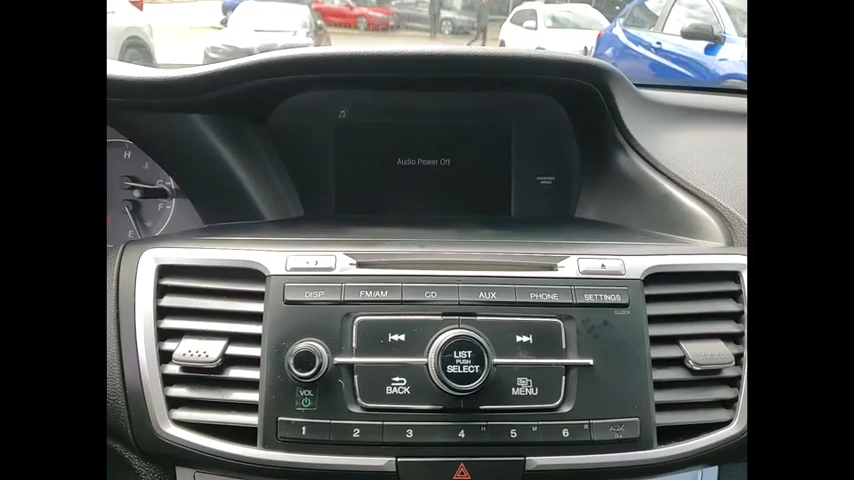 Audio Power Off
H
C
F
E
DISP FM/AM CD AUX PHONE SETTINGS
CLOCK
LIST
PUSH
SELECT
VOL
BACK
MENU
1 2 3 4 H 5 M 6 R